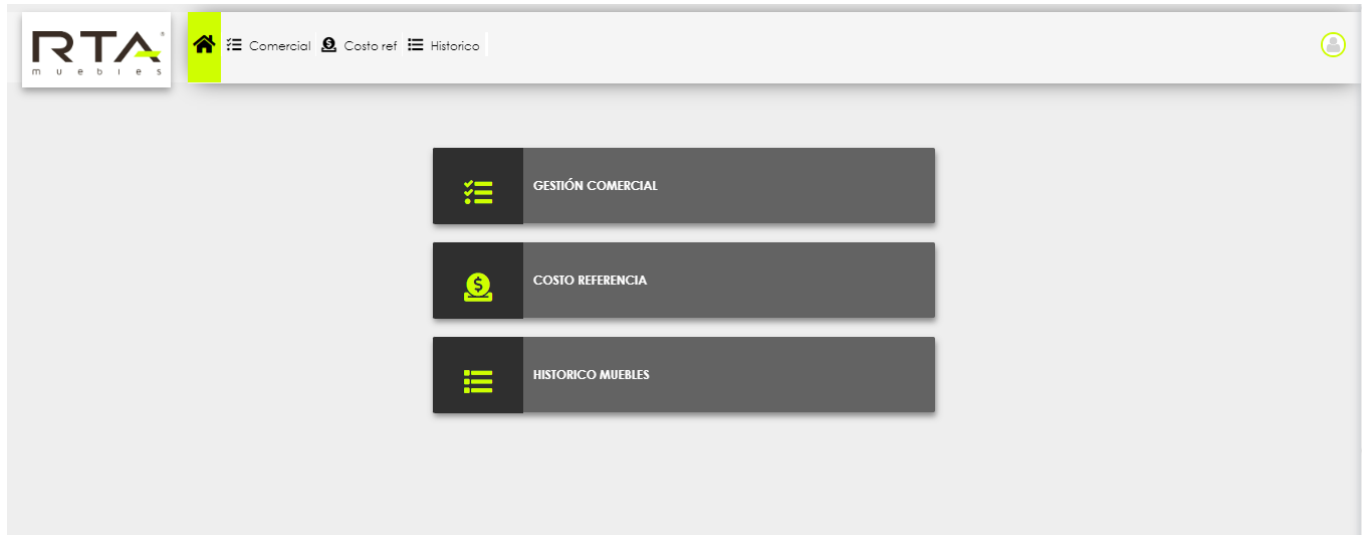 RTA
muebles
Comercial Costo ref Historico
GESTIÓN COMERCIAL
COSTO REFERENCIA
HISTORICO MUEBLES